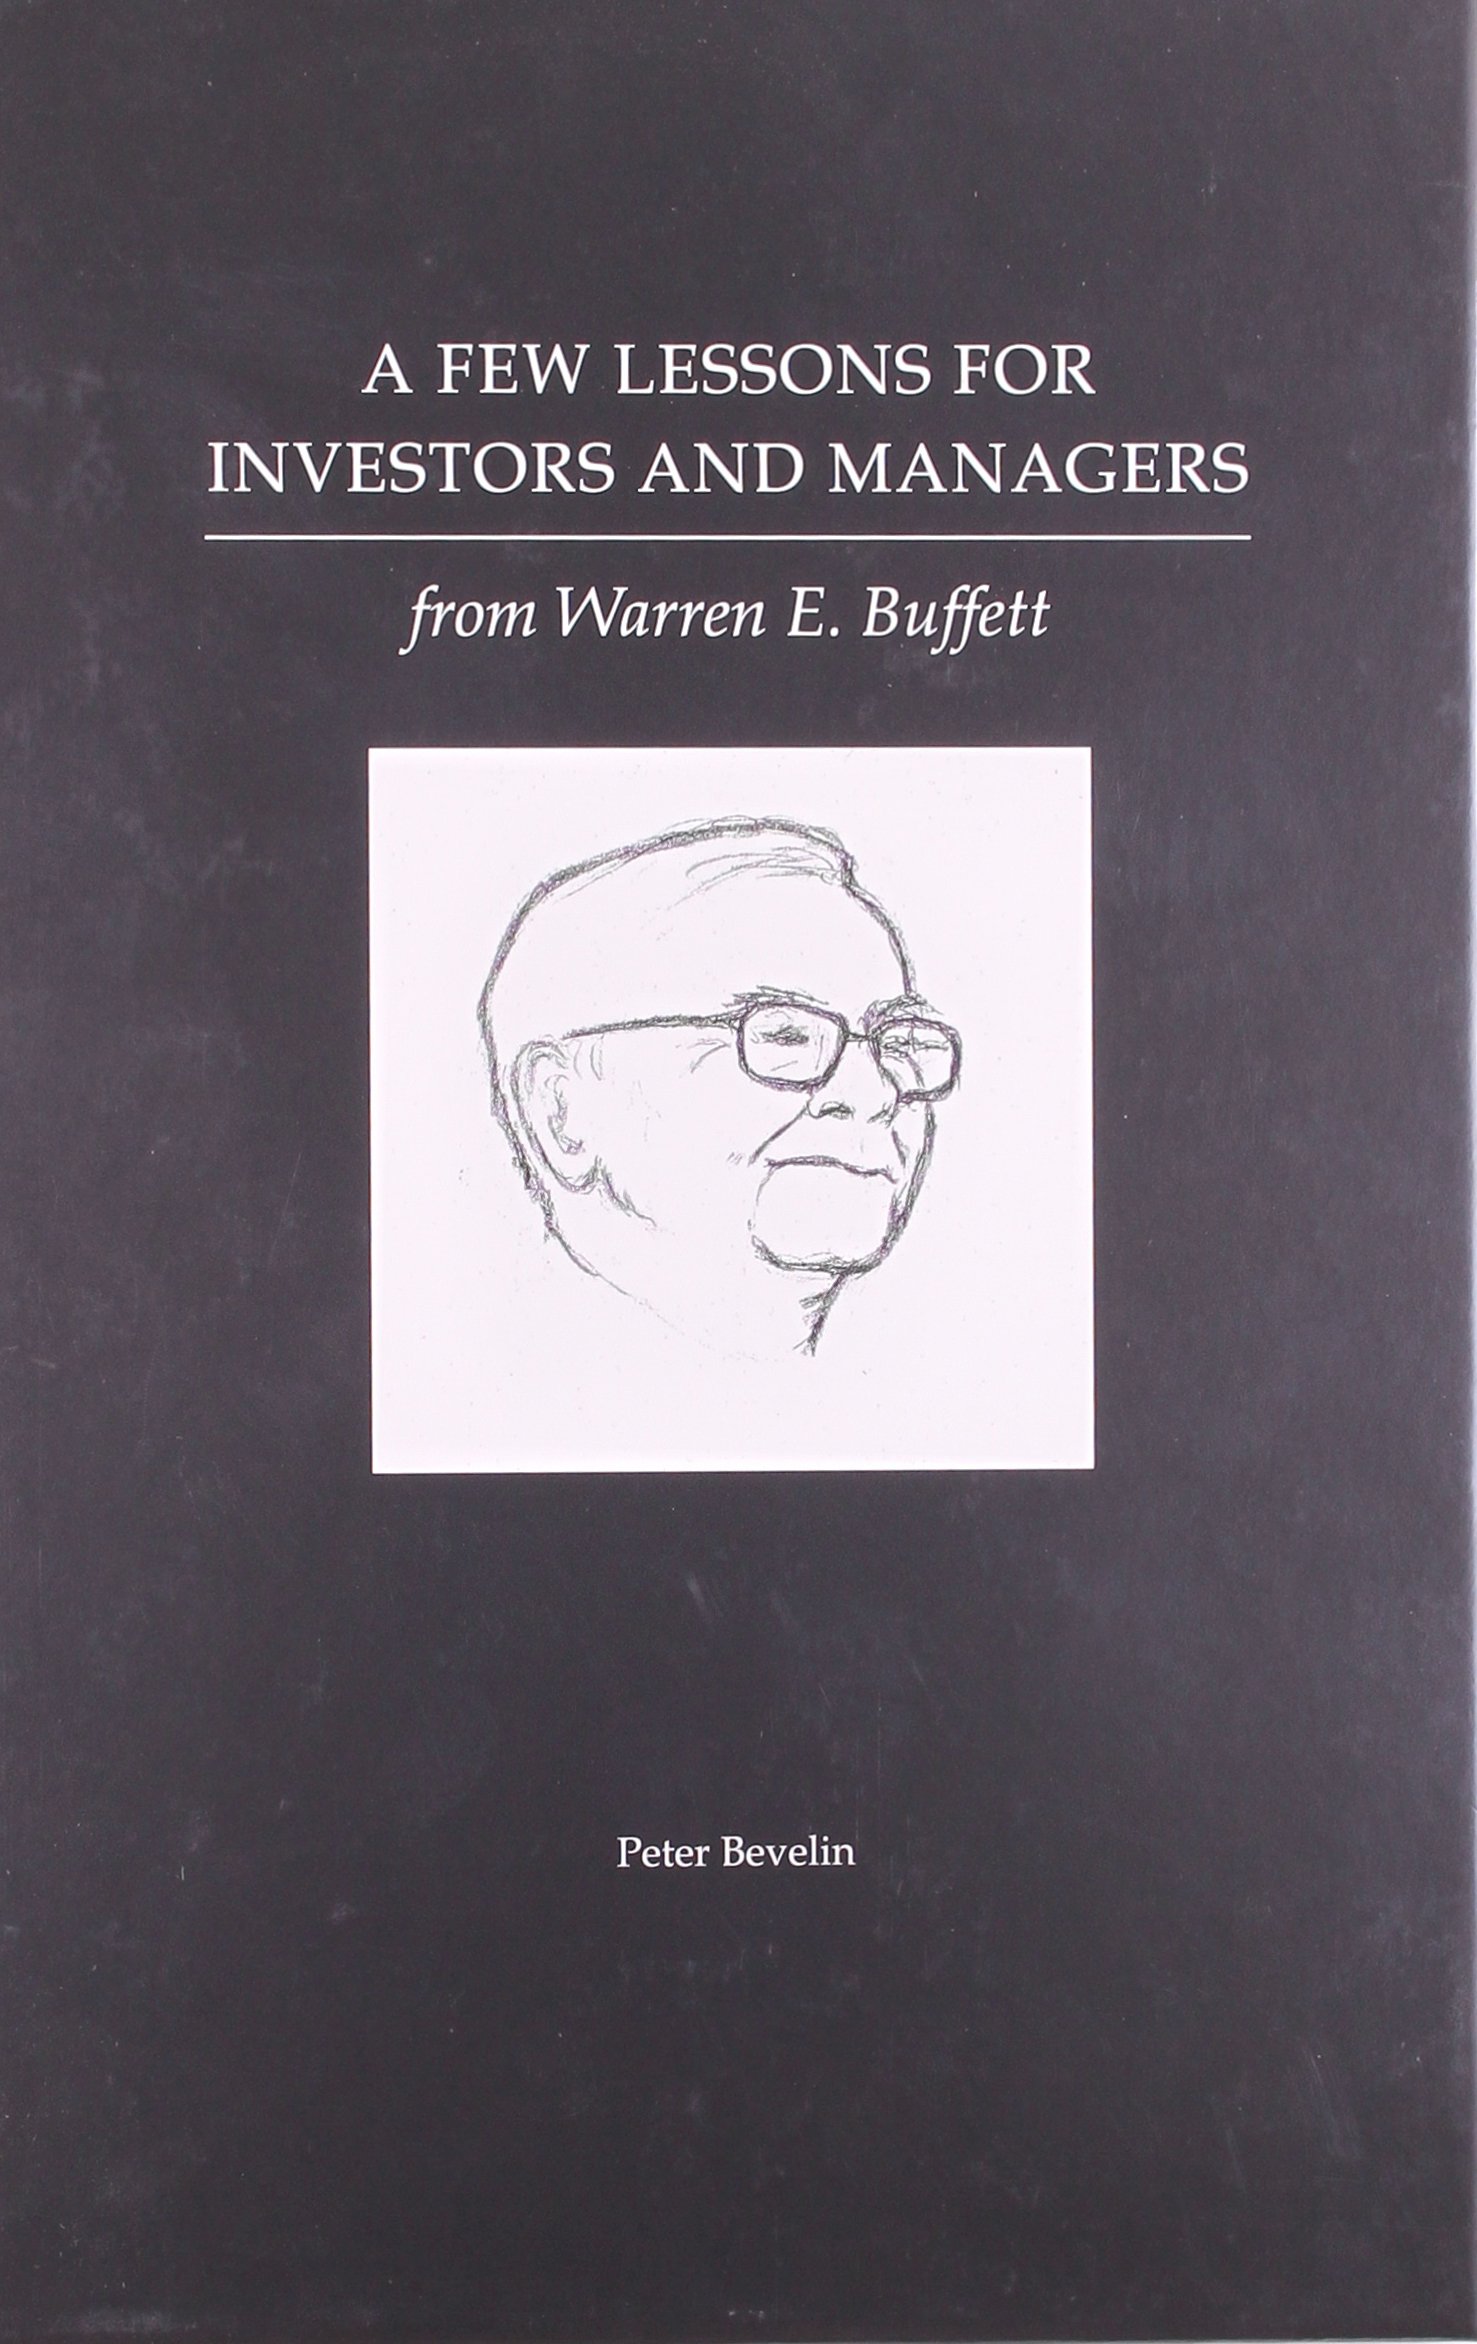 A FEW LESSONS FOR
INVESTORS AND MANAGERS
from Warren E. Buffett
Peter Bevelin